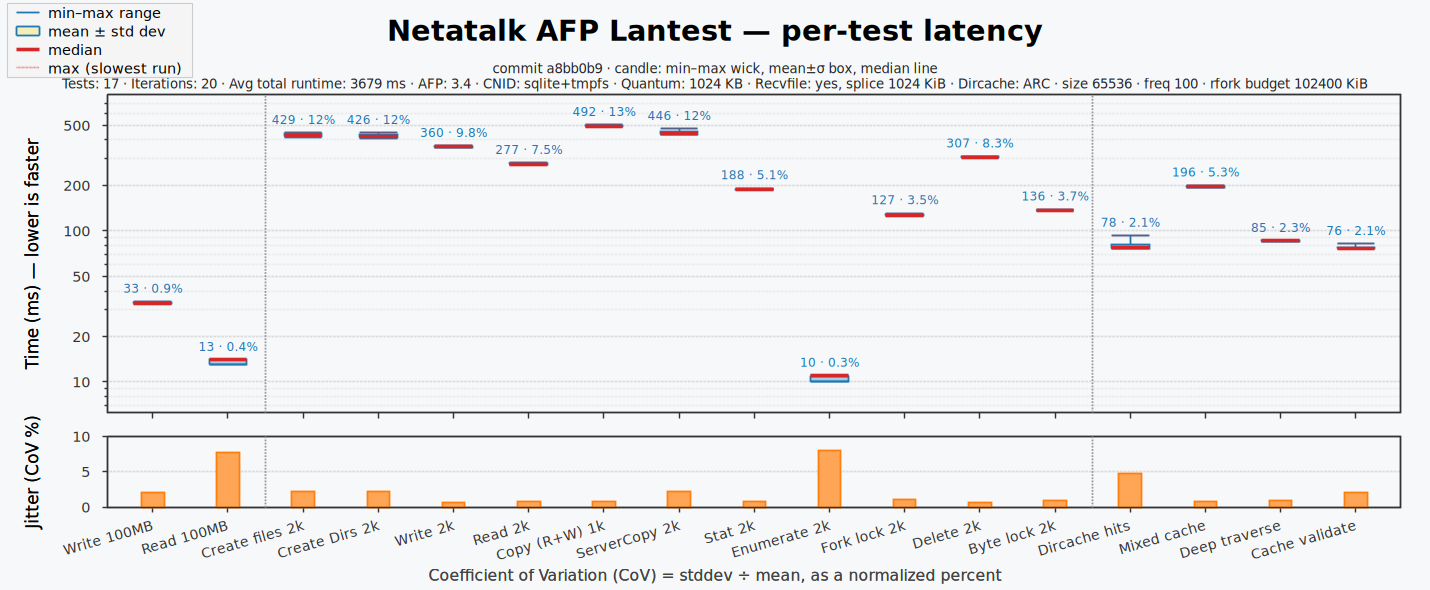 min–max range
mean ± std dev
median
max (slowest run)
Netatalk AFP Lantest — per-test latency
commit a8bb0b9 · candle: min–max wick, mean±σ box, median line
Tests: 17 · Iterations: 20 · Avg total runtime: 3679 ms · AFP: 3.4 · CNID: sqlite+tmpfs · Quantum: 1024 KB · Recvfile: yes, splice 1024 KiB · Dircache: ARC · size 65536 · freq 100 · rfork budget 102400 KiB
Time (ms) — lower is faster
500
200
100
50
20
10
33 · 0.9%
13 · 0.4%
429 · 12%
426 · 12%
360 · 9.8%
277 · 7.5%
492 · 13%
446 · 12%
188 · 5.1%
10 · 0.3%
127 · 3.5%
307 · 8.3%
136 · 3.7%
78 · 2.1%
196 · 5.3%
85 · 2.3%
76 · 2.1%
Jitter (CoV %)
10
5
0
Write 100MB
Read 100MB
Create files 2k
Create Dirs 2k
Write 2k
Read 2k
Copy (R+W) 1k
ServerCopy 2k
Stat 2k
Enumerate 2k
Fork lock 2k
Delete 2k
Byte lock 2k
Dircache hits
Mixed cache
Deep traverse
Cache validate
Coefficient of Variation (CoV) = stddev ÷ mean, as a normalized percent